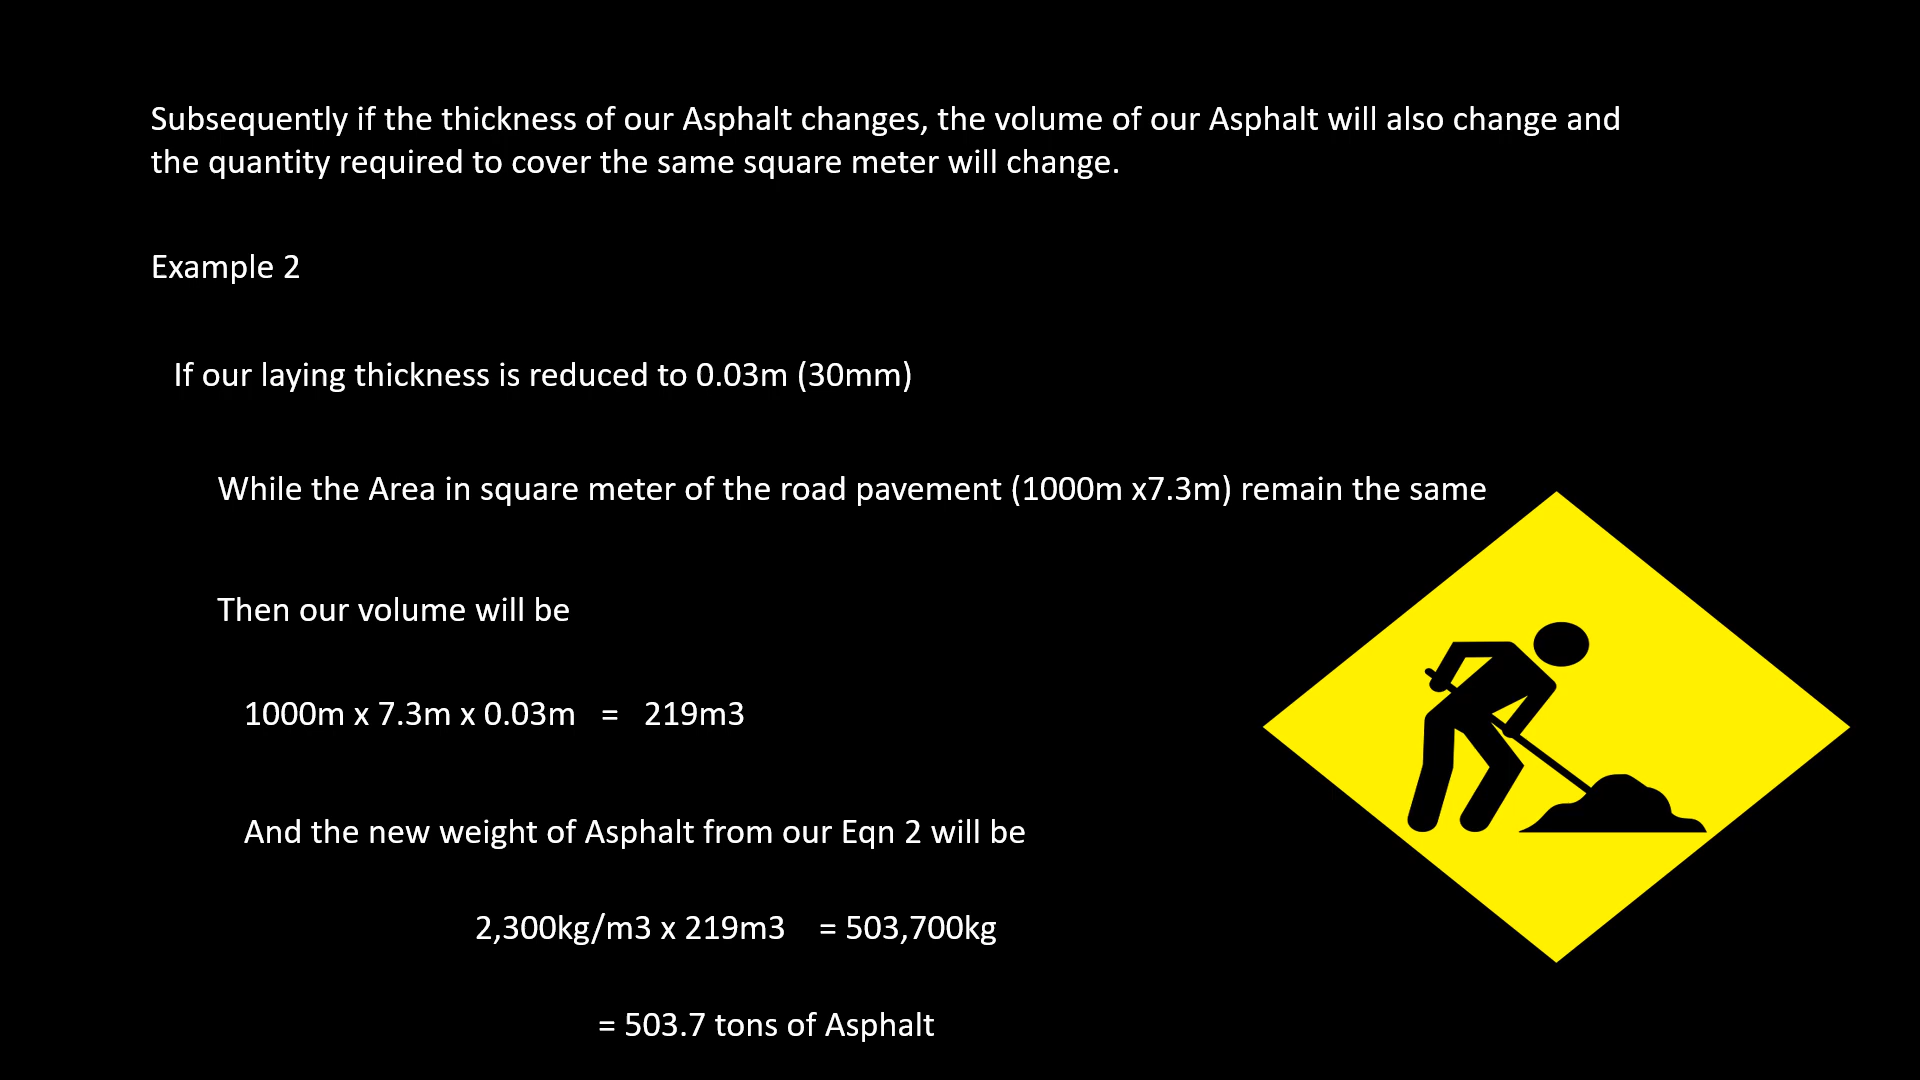 Subsequently if the thickness of our Asphalt changes, the volume of our Asphalt will also change and
the quantity required to cover the same square meter will change.
Example 2
If our laying thickness is reduced to 0.03m (30mm)
While the Area in square meter of the road pavement (1000m x7.3m) remain the same
Then our volume will be
1000m x 7.3m x 0.03m = 219m3
And the new weight of Asphalt from our Eqn 2 will be
2,300kg/m3 x 219m3 = 503,700kg
= 503.7 tons of Asphalt